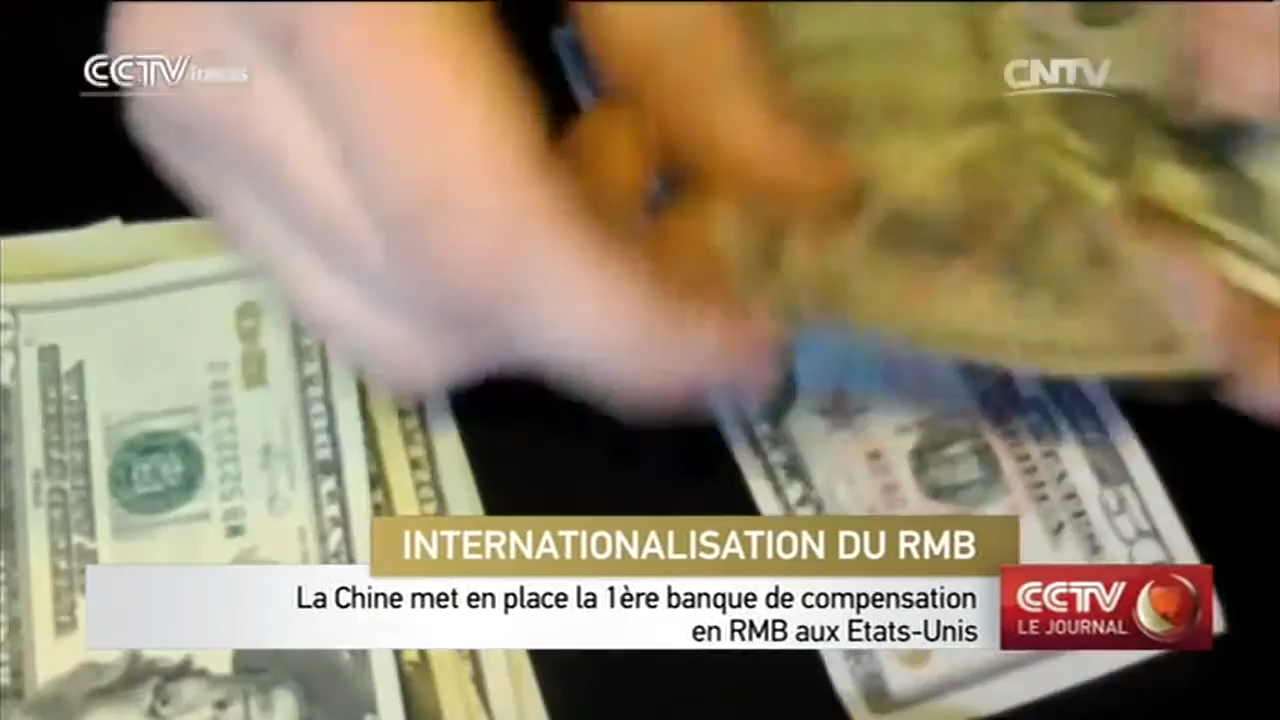 CCTV français
CNTV
INTERNATIONALISATION DU RMB
La Chine met en place la 1ère banque de compensation
en RMB aux Etats-Unis
CCTV
LE JOURNAL